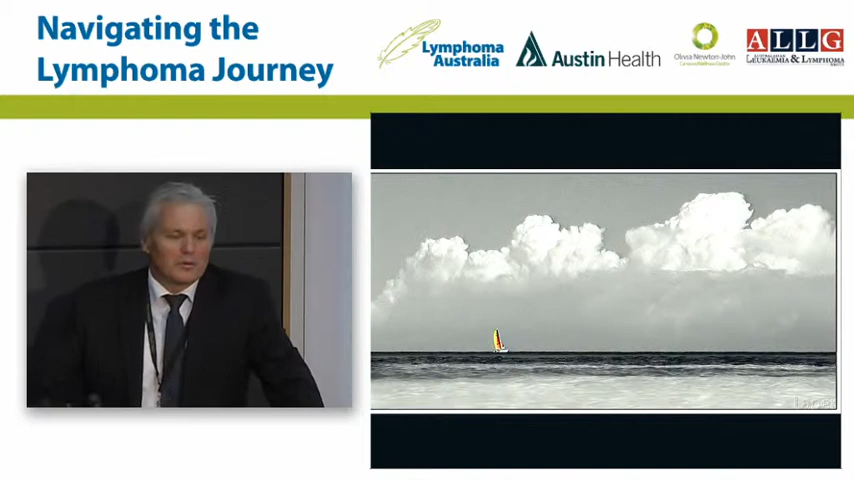 Navigating the
Lymphoma Journey
Lymphoma
Australia
Austin Health
Olivia Newton-John
ALLG
LEUKAEMIA & LYMPHOMA